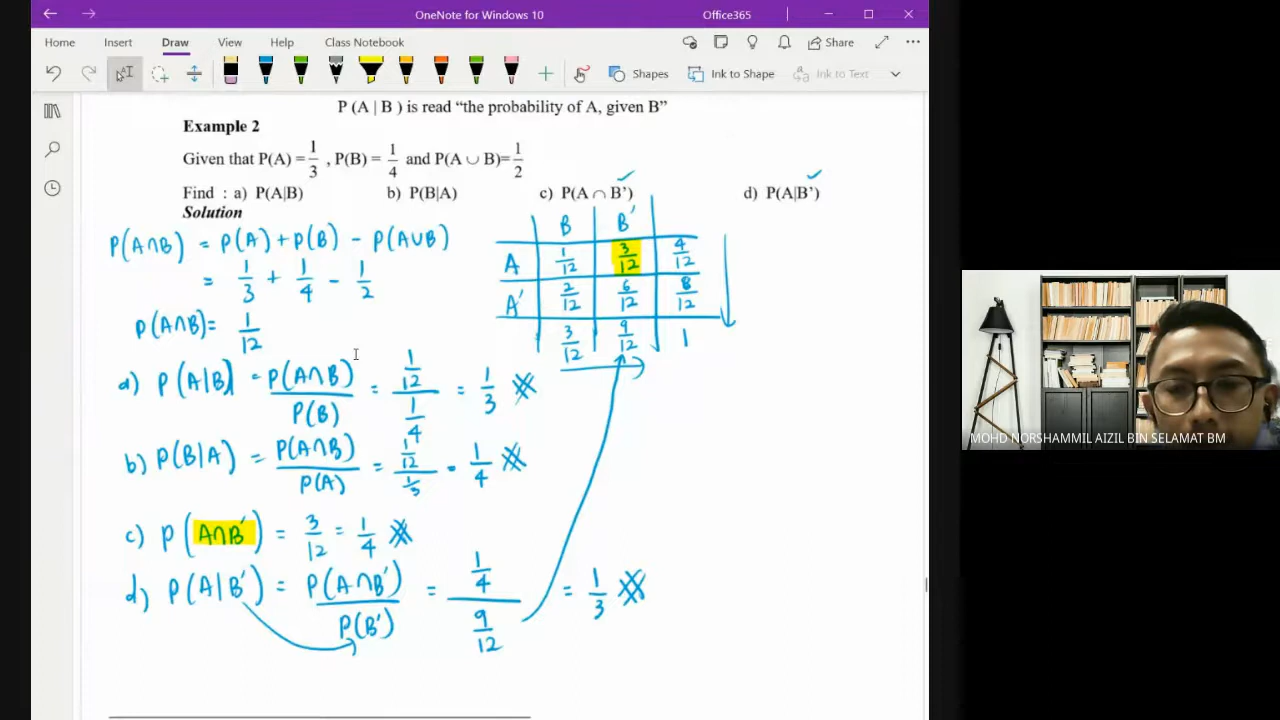 OneNote for Windows 10
Office365
Home Insert Draw View Help Class Notebook
Share
Shapes
Ink to Shape
Ink to Text
P (A | B ) is read “the probability of A, given B”
Example 2
Given that P(A) = 1/3 , P(B) = 1/4 and P(A ∪ B)= 1/2
Find : a) P(A|B) b) P(B|A) c) P(A ∩ B’) d) P(A|B’)
Solution
P(A∩B) = P(A) + P(B) - P(A∪B)
= 1/3 + 1/4 - 1/2
P(A∩B) = 1/12
B B'
A 1/12 3/12 4/12
A' 2/12 6/12 8/12
3/12 9/12 1
a) P(A|B) = P(A∩B)/P(B) = 1/12 / 1/4 = 1/3
b) P(B|A) = P(A∩B)/P(A) = 1/12 / 1/3 = 1/4
c) P(A∩B') = 3/12 = 1/4
d) P(A|B') = P(A∩B')/P(B') = 1/4 / 9/12 = 1/3
MOHD NORSHAMMIL AIZIL BIN SELAMAT BM